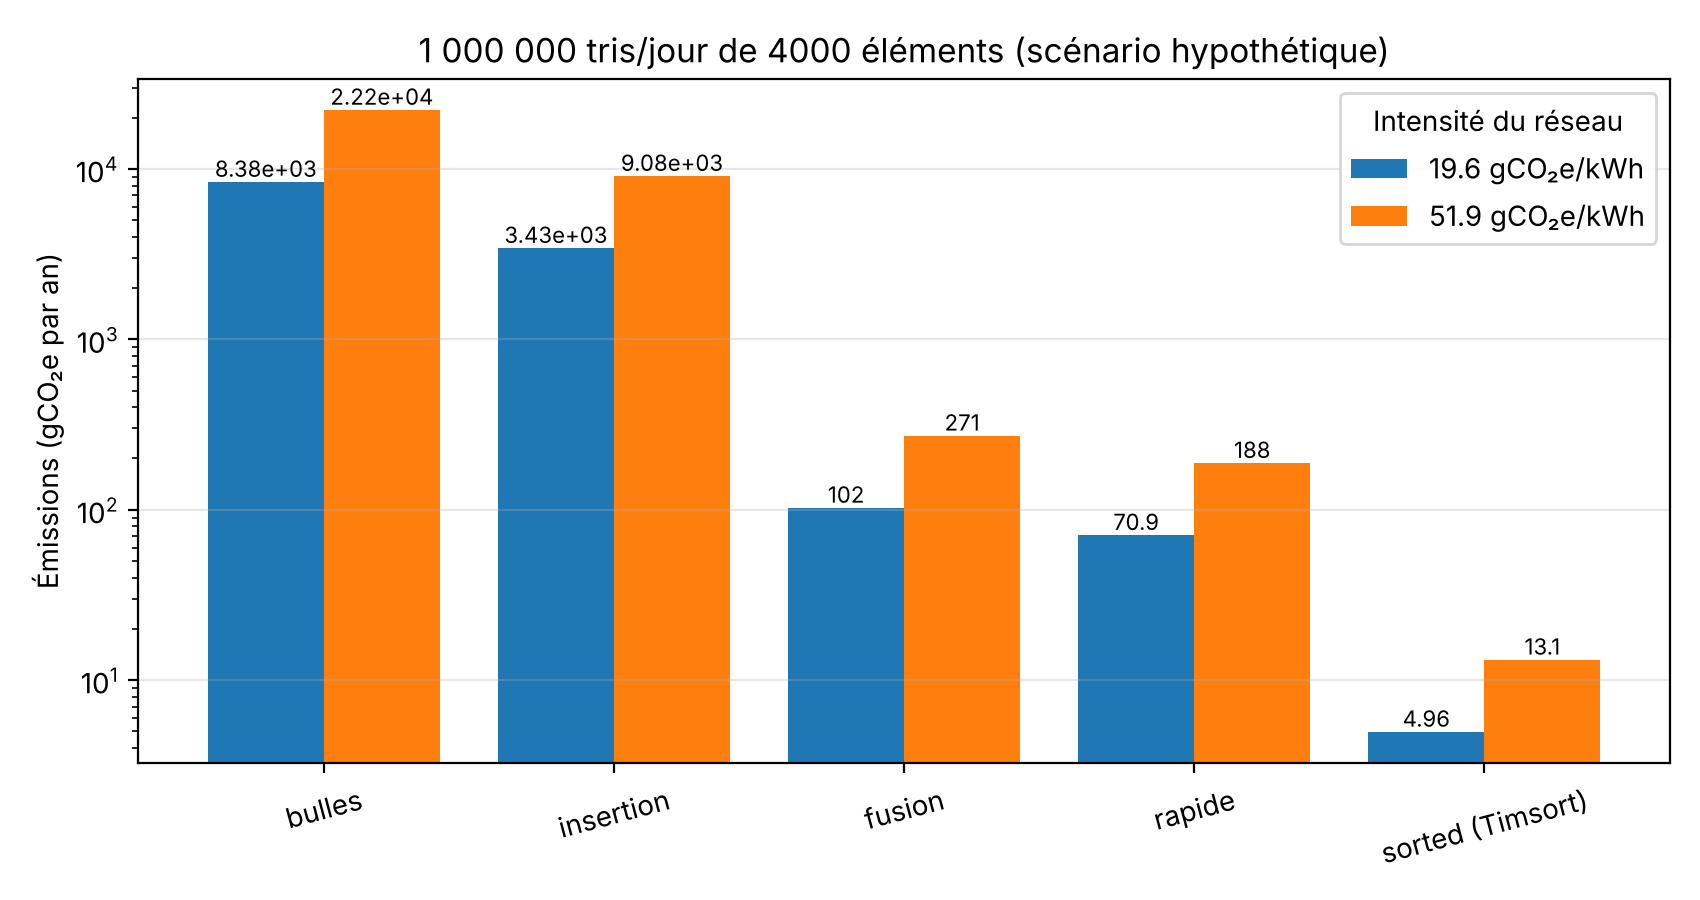 1 000 000 tris/jour de 4000 éléments (scénario hypothétique)
Émissions (gCO₂e par an)
10⁴
10³
10²
10¹
Intensité du réseau
19.6 gCO₂e/kWh
51.9 gCO₂e/kWh
8.38e+03
2.22e+04
3.43e+03
9.08e+03
102
271
70.9
188
4.96
13.1
bulles
insertion
fusion
rapide
sorted (Timsort)